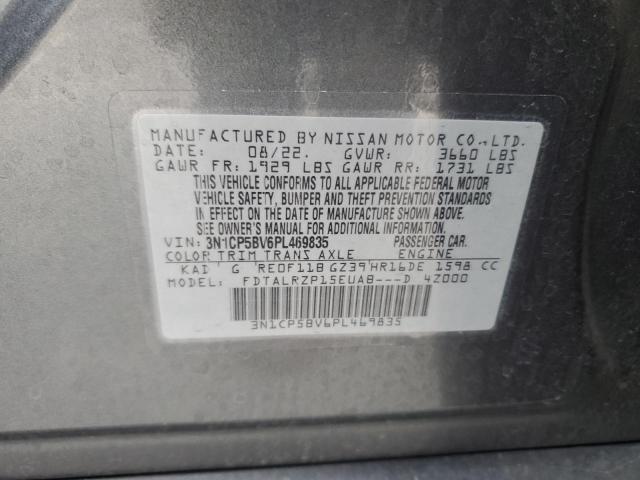 MANUFACTURED BY NISSAN MOTOR CO.,LTD.
DATE: 08/22. GVWR: 3660 LBS
GAWR FR: 1929 LBS GAWR RR: 1731 LBS
THIS VEHICLE CONFORMS TO ALL APPLICABLE FEDERAL MOTOR
VEHICLE SAFETY, BUMPER AND THEFT PREVENTION STANDARDS
IN EFFECT ON THE DATE OF MANUFACTURE SHOWN ABOVE.
SEE OWNER'S MANUAL FOR ADDITIONAL INFORMATION.
VIN: 3N1CP5BV6PL469835 PASSENGER CAR.
COLOR TRIM TRANS AXLE ENGINE
KAD G RE0F11B GZ39 HR16DE 1598 CC
MODEL: FDTALRZP15EUAB---D 4Z000
3N1CP5BV6PL469835